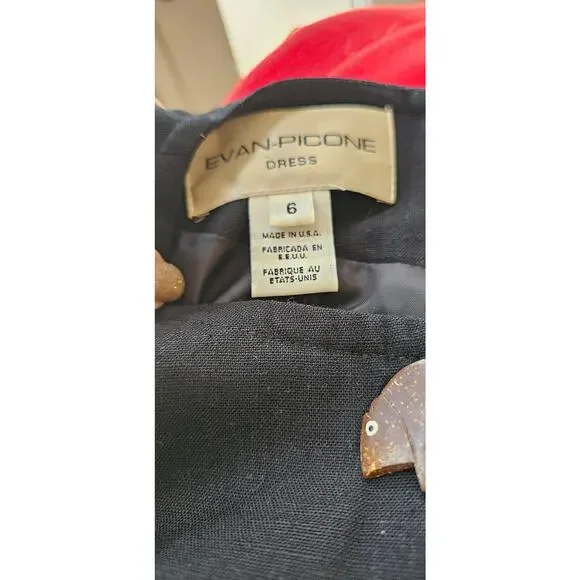 EVAN-PICONE
DRESS
6
MADE IN U.S.A.
FABRICADA EN
E.E.U.U.
FABRIQUE AU
ETATS-UNIS